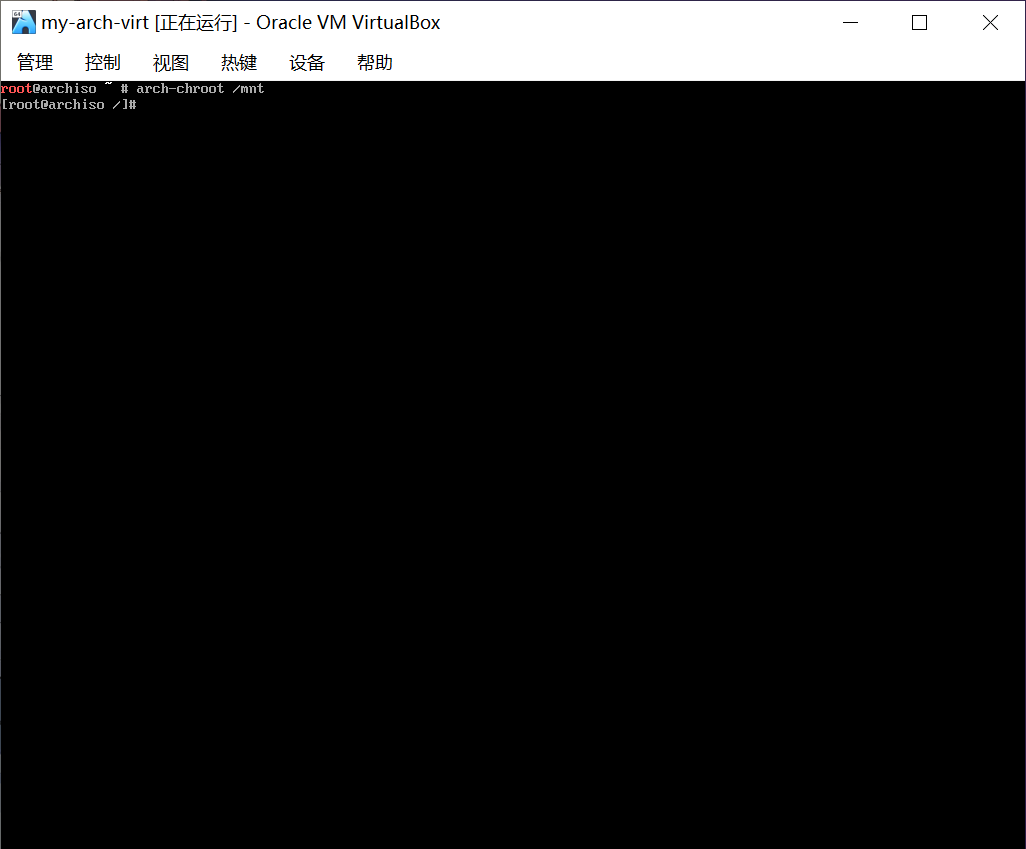 my-arch-virt [正在运行] - Oracle VM VirtualBox
管理 控制 视图 热键 设备 帮助
root@archiso ~ # arch-chroot /mnt
[root@archiso /]#